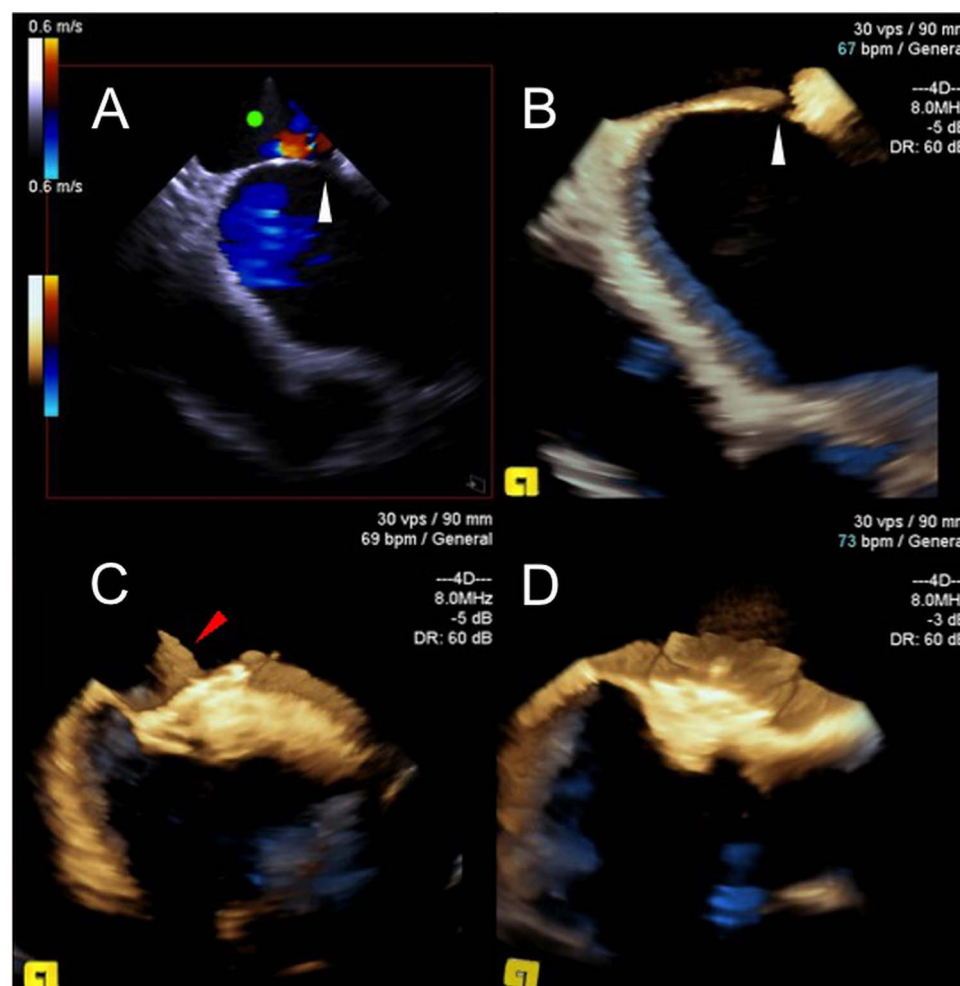 0.6 m/s
A
0.6 m/s
30 vps / 90 mm
67 bpm / General
B
---4D---
8.0MHz
-5 dB
DR: 60 dB
30 vps / 90 mm
69 bpm / General
C
---4D---
8.0MHz
-5 dB
DR: 60 dB
30 vps / 90 mm
73 bpm / General
D
---4D---
8.0MHz
-3 dB
DR: 60 dB